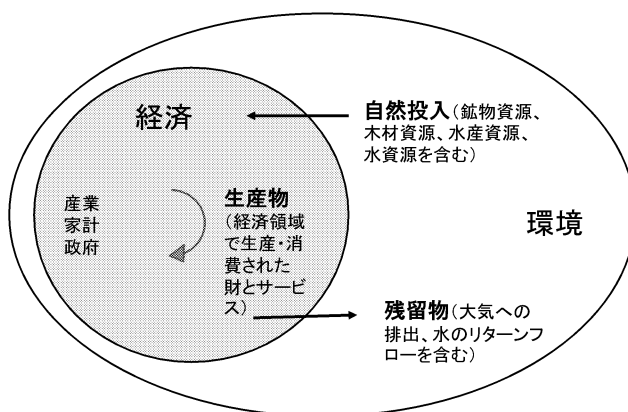 経済
自然投入(鉱物資源、
木材資源、水産資源、
水資源を含む)
産業
家計
政府
生産物
(経済領域
で生産・消
費された
財とサービ
ス)
環境
残留物(大気への
排出、水のリターンフ
ローを含む)